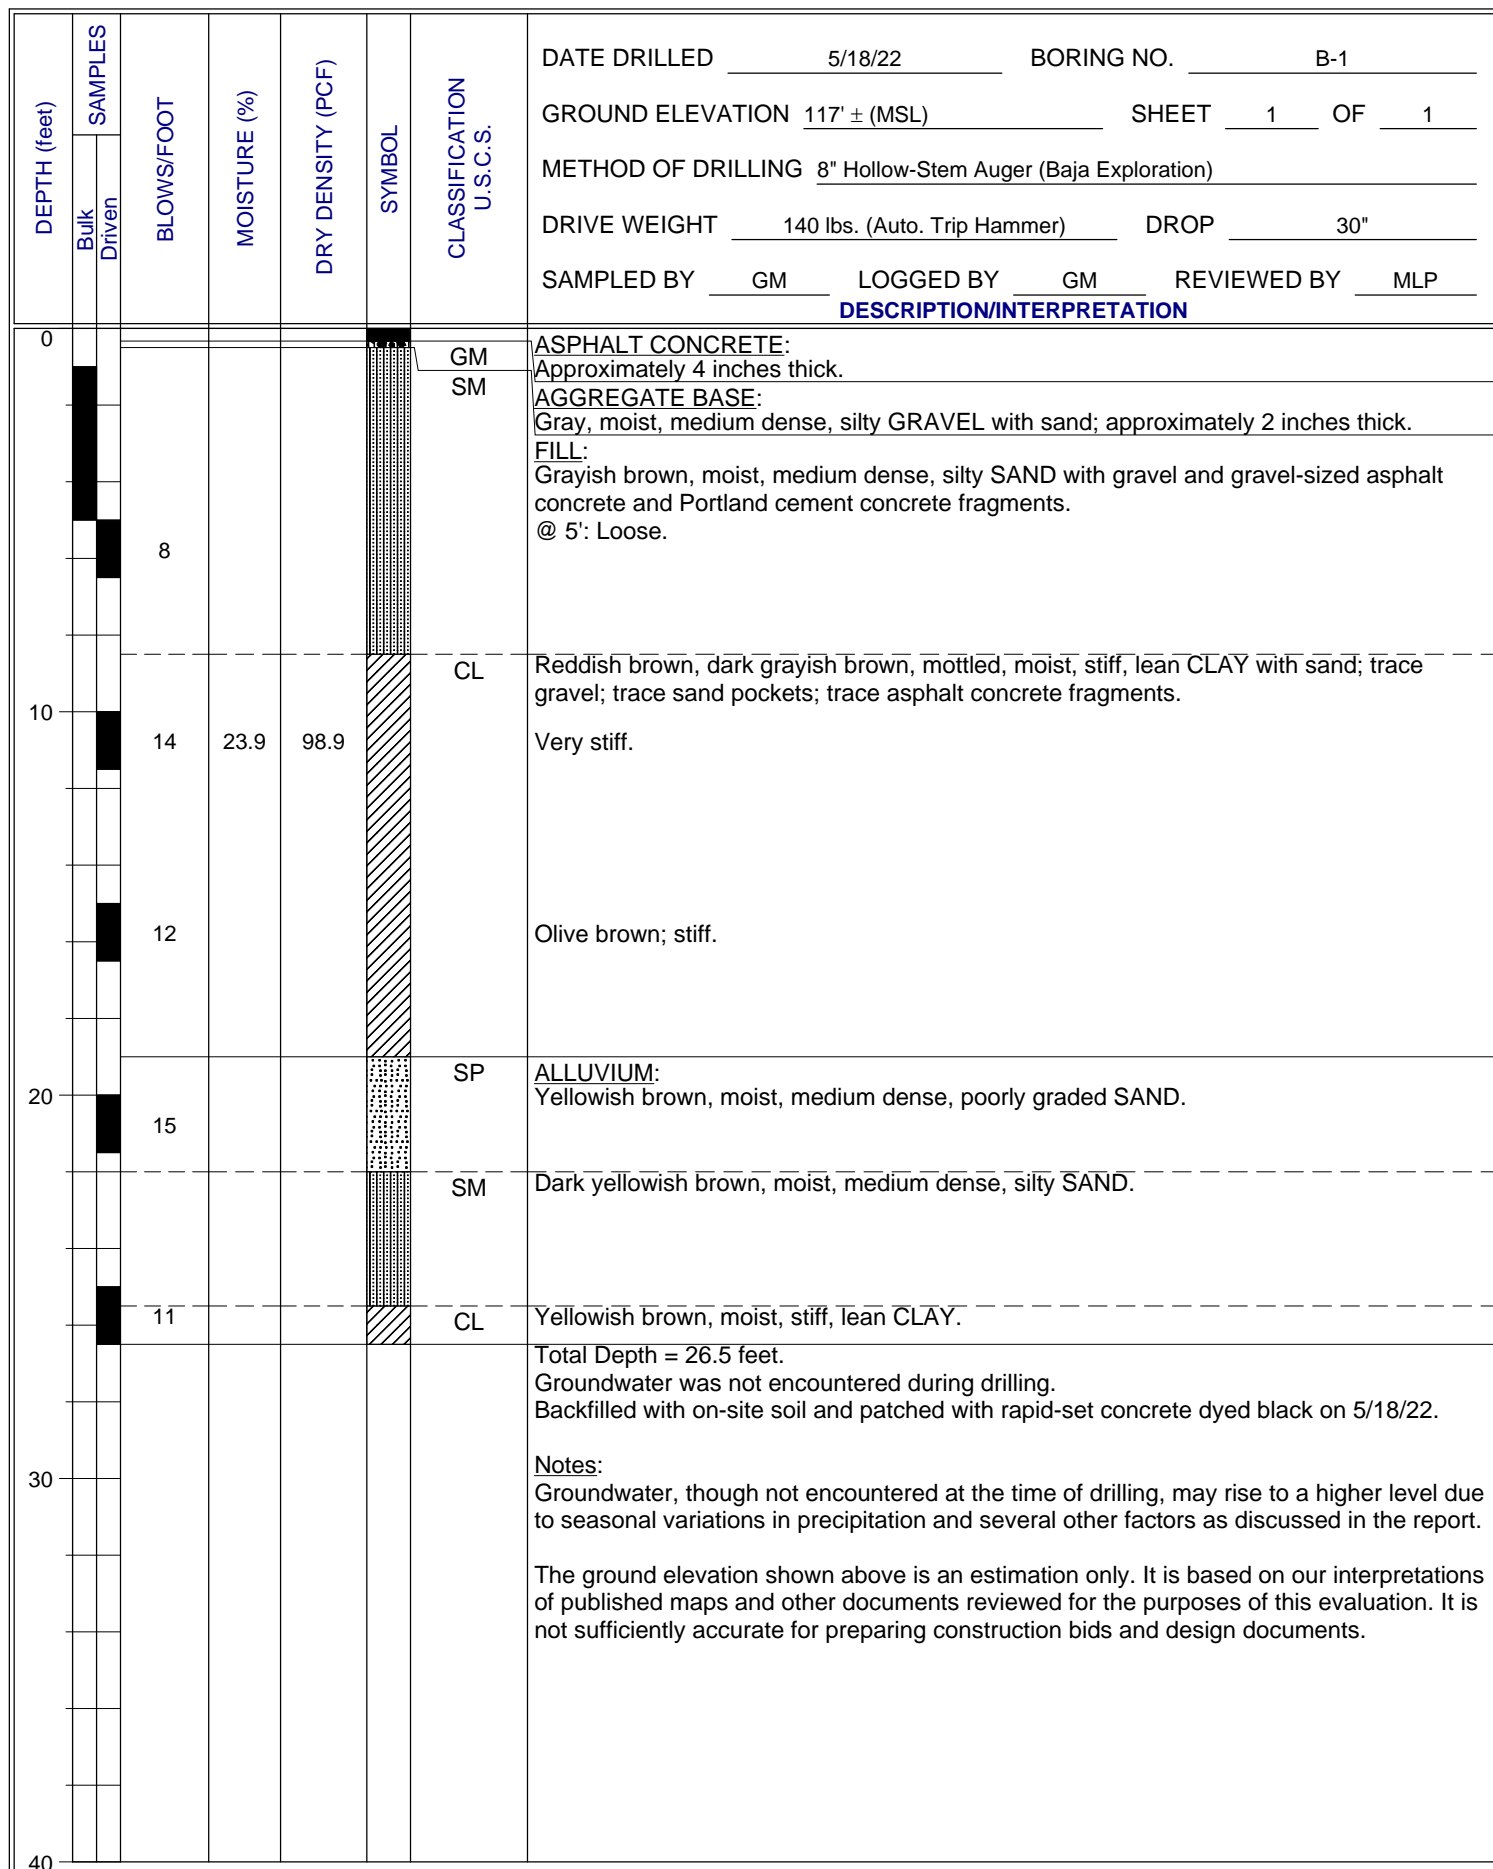 DEPTH (feet)
SAMPLES
Bulk
Driven
BLOWS/FOOT
MOISTURE (%)
DRY DENSITY (PCF)
SYMBOL
CLASSIFICATION
U.S.C.S.
DATE DRILLED 5/18/22 BORING NO. B-1
GROUND ELEVATION 117' ± (MSL) SHEET 1 OF 1
METHOD OF DRILLING 8" Hollow-Stem Auger (Baja Exploration)
DRIVE WEIGHT 140 lbs. (Auto. Trip Hammer) DROP 30"
SAMPLED BY GM LOGGED BY GM REVIEWED BY MLP
DESCRIPTION/INTERPRETATION
0
GM
SM
ASPHALT CONCRETE:
Approximately 4 inches thick.
AGGREGATE BASE:
Gray, moist, medium dense, silty GRAVEL with sand; approximately 2 inches thick.
FILL:
Grayish brown, moist, medium dense, silty SAND with gravel and gravel-sized asphalt
concrete and Portland cement concrete fragments.
@ 5': Loose.
8
CL
Reddish brown, dark grayish brown, mottled, moist, stiff, lean CLAY with sand; trace
gravel; trace sand pockets; trace asphalt concrete fragments.
10
14 23.9 98.9 Very stiff.
12 Olive brown; stiff.
SP ALLUVIUM:
20
Yellowish brown, moist, medium dense, poorly graded SAND.
15
SM Dark yellowish brown, moist, medium dense, silty SAND.
11 CL Yellowish brown, moist, stiff, lean CLAY.
Total Depth = 26.5 feet.
Groundwater was not encountered during drilling.
Backfilled with on-site soil and patched with rapid-set concrete dyed black on 5/18/22.
Notes:
30
Groundwater, though not encountered at the time of drilling, may rise to a higher level due
to seasonal variations in precipitation and several other factors as discussed in the report.
The ground elevation shown above is an estimation only. It is based on our interpretations
of published maps and other documents reviewed for the purposes of this evaluation. It is
not sufficiently accurate for preparing construction bids and design documents.
40